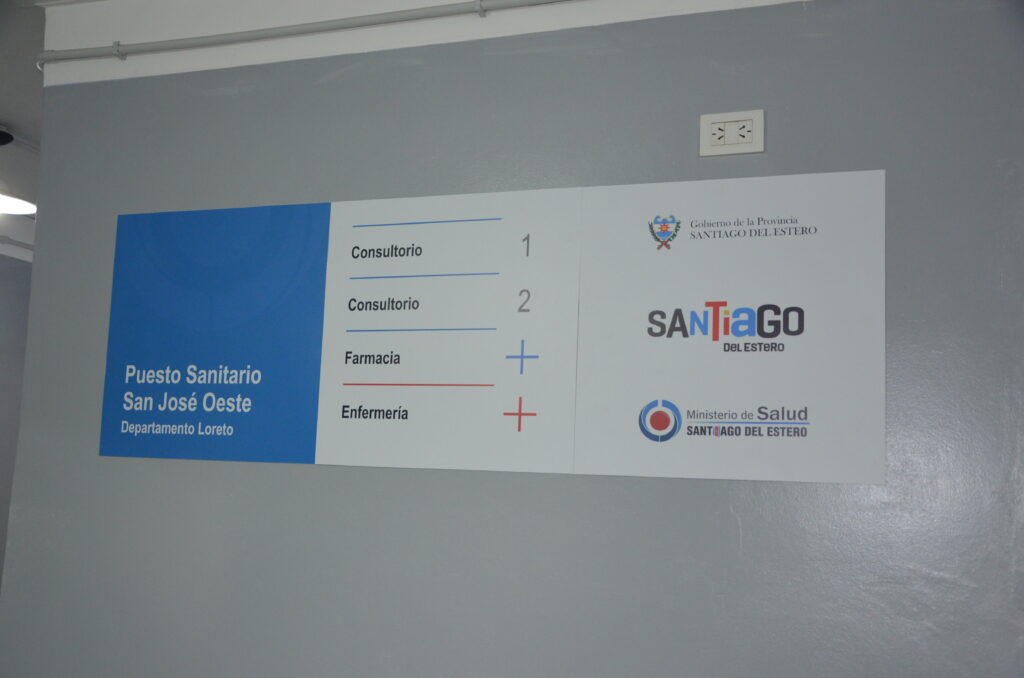 Puesto Sanitario
San José Oeste
Departamento Loreto
Consultorio 1
Consultorio 2
Farmacia
Enfermería
Gobierno de la Provincia
SANTIAGO DEL ESTERO
SANTiaGO
DEL ESTERO
Ministerio de Salud
SANTIAGO DEL ESTERO